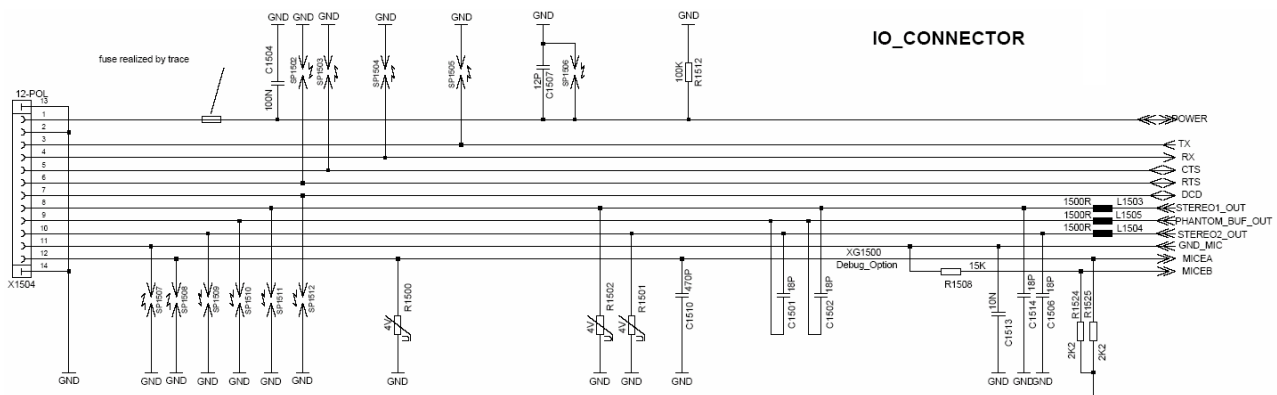 GND GND GND GND GND GND GND
IO_CONNECTOR
fuse realized by trace
C1504
100N
SP1502
SP1503
SP1504
SP1505
12P
C1507
SP1506
100K
R1512
12-POL
13
1
2
3
4
5
6
7
8
9
10
11
12
14
X1504
POWER
TX
RX
CTS
RTS
DCD
1500R L1503 STEREO1_OUT
1500R L1505 PHANTOM_BUF_OUT
1500R L1504 STEREO2_OUT
GND_MIC
MICEA
MICEB
XG1500
Debug_Option
15K
R1508
SP1507
SP1508
SP1509
SP1510
SP1511
SP1512
4V
R1500
4V
R1502
4V
R1501
470P
C1510
18P
C1501
18P
C1502
10N
C1513
18P
C1514
18P
C1506
R1524
2K2
R1525
2K2
GND GND GND GND GND GND GND GND GND GND GND GND GND GND